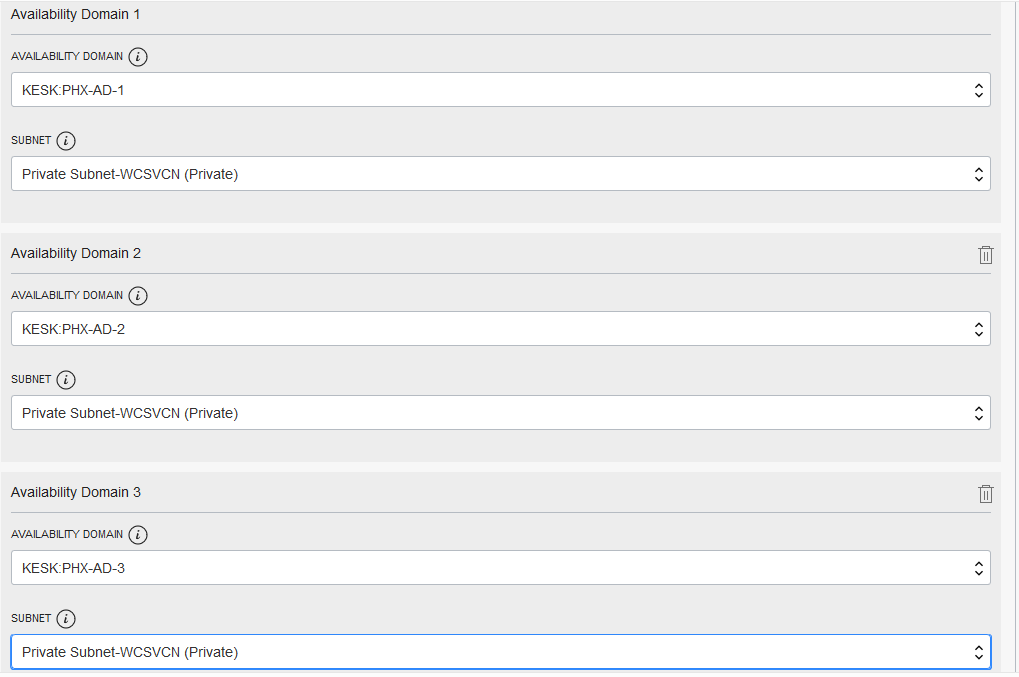 Availability Domain 1
AVAILABILITY DOMAIN i
KESK:PHX-AD-1
SUBNET i
Private Subnet-WCSVCN (Private)
Availability Domain 2
AVAILABILITY DOMAIN i
KESK:PHX-AD-2
SUBNET i
Private Subnet-WCSVCN (Private)
Availability Domain 3
AVAILABILITY DOMAIN i
KESK:PHX-AD-3
SUBNET i
Private Subnet-WCSVCN (Private)